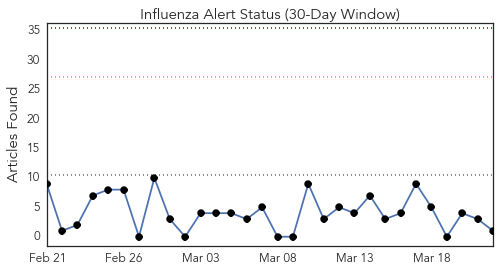 Influenza Alert Status (30-Day Window)
Articles Found
35
30
25
20
15
10
5
0
Feb 21 Feb 26 Mar 03 Mar 08 Mar 13 Mar 18